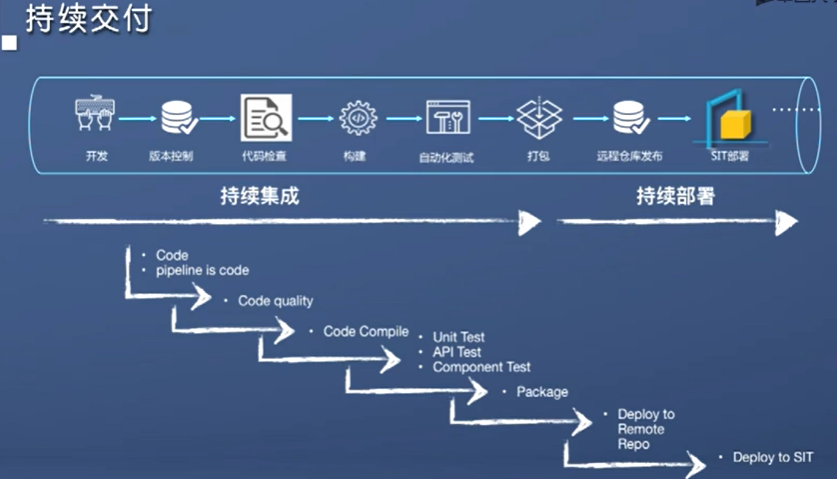 持续交付
开发
版本控制
代码检查
构建
自动化测试
打包
远程仓库发布
SIT部署
持续集成
持续部署
• Code
• pipeline is code
• Code quality
• Code Compile
• Unit Test
• API Test
• Component Test
• Package
• Deploy to
Remote
Repo
• Deploy to SIT